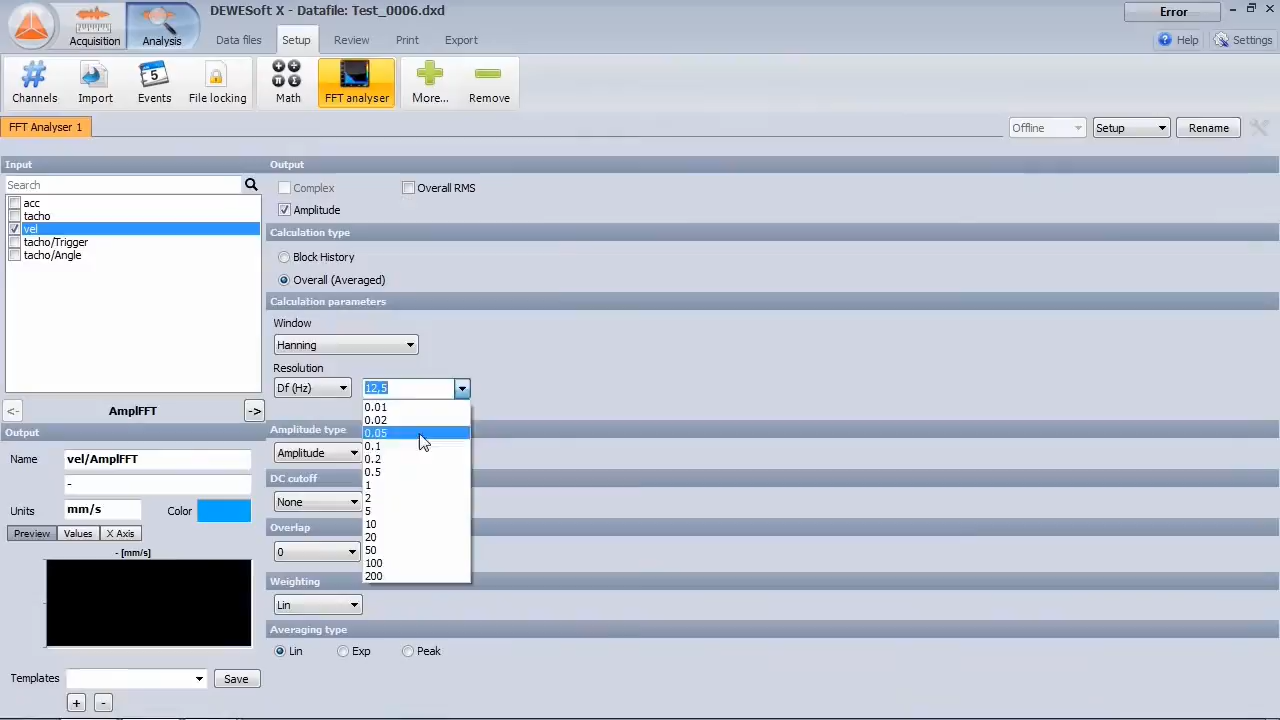 DEWESoft X - Datafile: Test_0006.dxd
Error
Acquisition
Analysis
Data files
Setup
Review
Print
Export
Help
Settings
Channels
Import
5
Events
File locking
Math
FFT analyser
More...
Remove
FFT Analyser 1
Offline
Setup
Rename
Input
Search
acc
tacho
vel
tacho/Trigger
tacho/Angle
<-
AmplFFT
->
Output
Name
vel/AmplFFT
-
Units
mm/s
Color
Preview
Values
X Axis
- [mm/s]
Templates
Save
+
-
Output
Complex
Overall RMS
Amplitude
Calculation type
Block History
Overall (Averaged)
Calculation parameters
Window
Hanning
Resolution
Df (Hz)
12,5
0.01
0.02
0.05
0.1
0.2
0.5
1
2
5
10
20
50
100
200
Amplitude type
Amplitude
DC cutoff
None
Overlap
0
Weighting
Lin
Averaging type
Lin
Exp
Peak